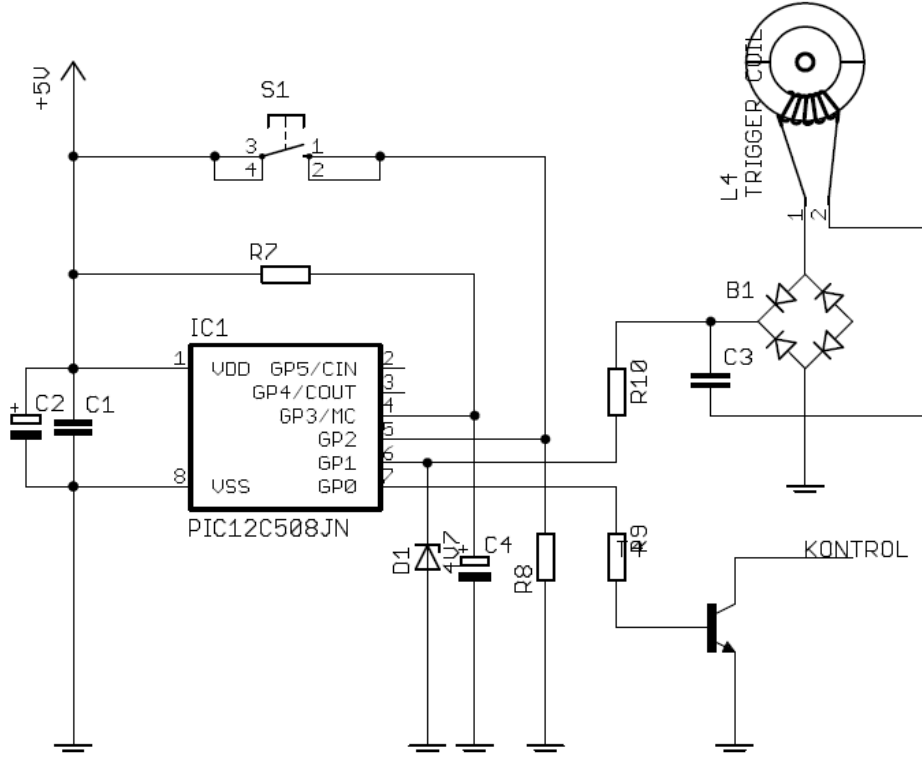 +5V
S1
3
1
4
2
L4
TRIGGER COIL
1
2
R7
B1
IC1
1
VDD
GP5/CIN
2
GP4/COUT
3
GP3/MC
4
GP2
5
GP1
6
8
VSS
GP0
7
PIC12C508JN
+
C2
C1
R10
C3
D1
4V7
+
C4
R8
R9
KONTROL